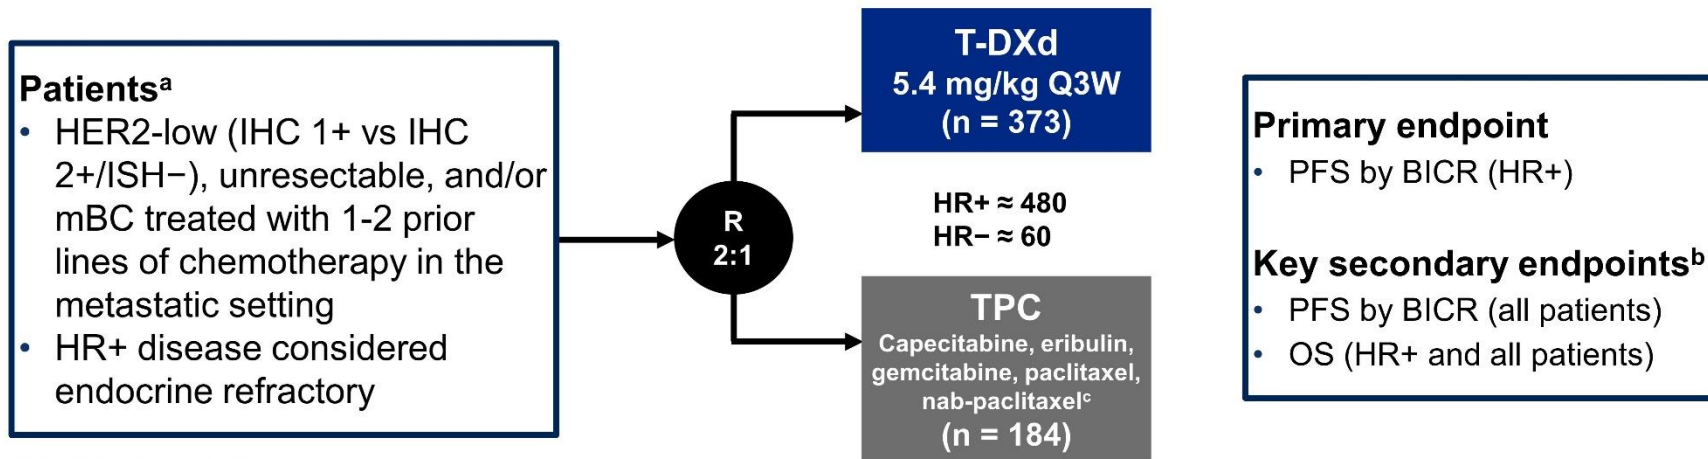 Patientsᵃ
• HER2-low (IHC 1+ vs IHC
2+/ISH−), unresectable, and/or
mBC treated with 1-2 prior
lines of chemotherapy in the
metastatic setting
• HR+ disease considered
endocrine refractory
R
2:1
T-DXd
5.4 mg/kg Q3W
(n = 373)
HR+ ≈ 480
HR− ≈ 60
TPC
Capecitabine, eribulin,
gemcitabine, paclitaxel,
nab-paclitaxelᶜ
(n = 184)
Primary endpoint
• PFS by BICR (HR+)
Key secondary endpointsᵇ
• PFS by BICR (all patients)
• OS (HR+ and all patients)